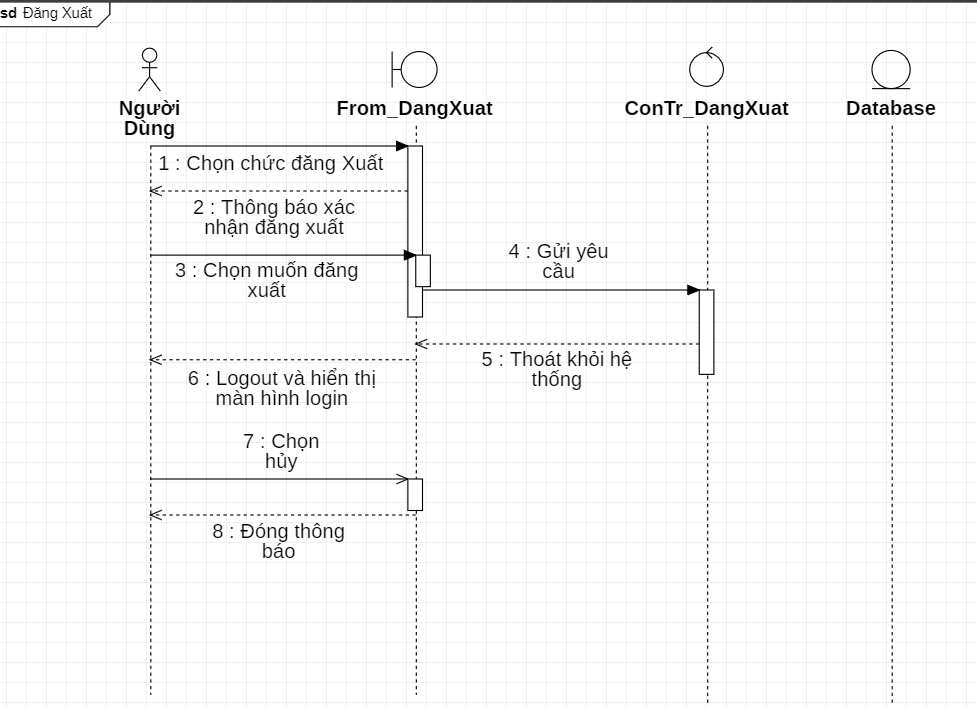 sd Đăng Xuất
Người
Dùng
From_DangXuat
ConTr_DangXuat
Database
1 : Chọn chức đăng Xuất
2 : Thông báo xác
nhận đăng xuất
3 : Chọn muốn đăng
xuất
4 : Gửi yêu
cầu
5 : Thoát khỏi hệ
thống
6 : Logout và hiển thị
màn hình login
7 : Chọn
hủy
8 : Đóng thông
báo